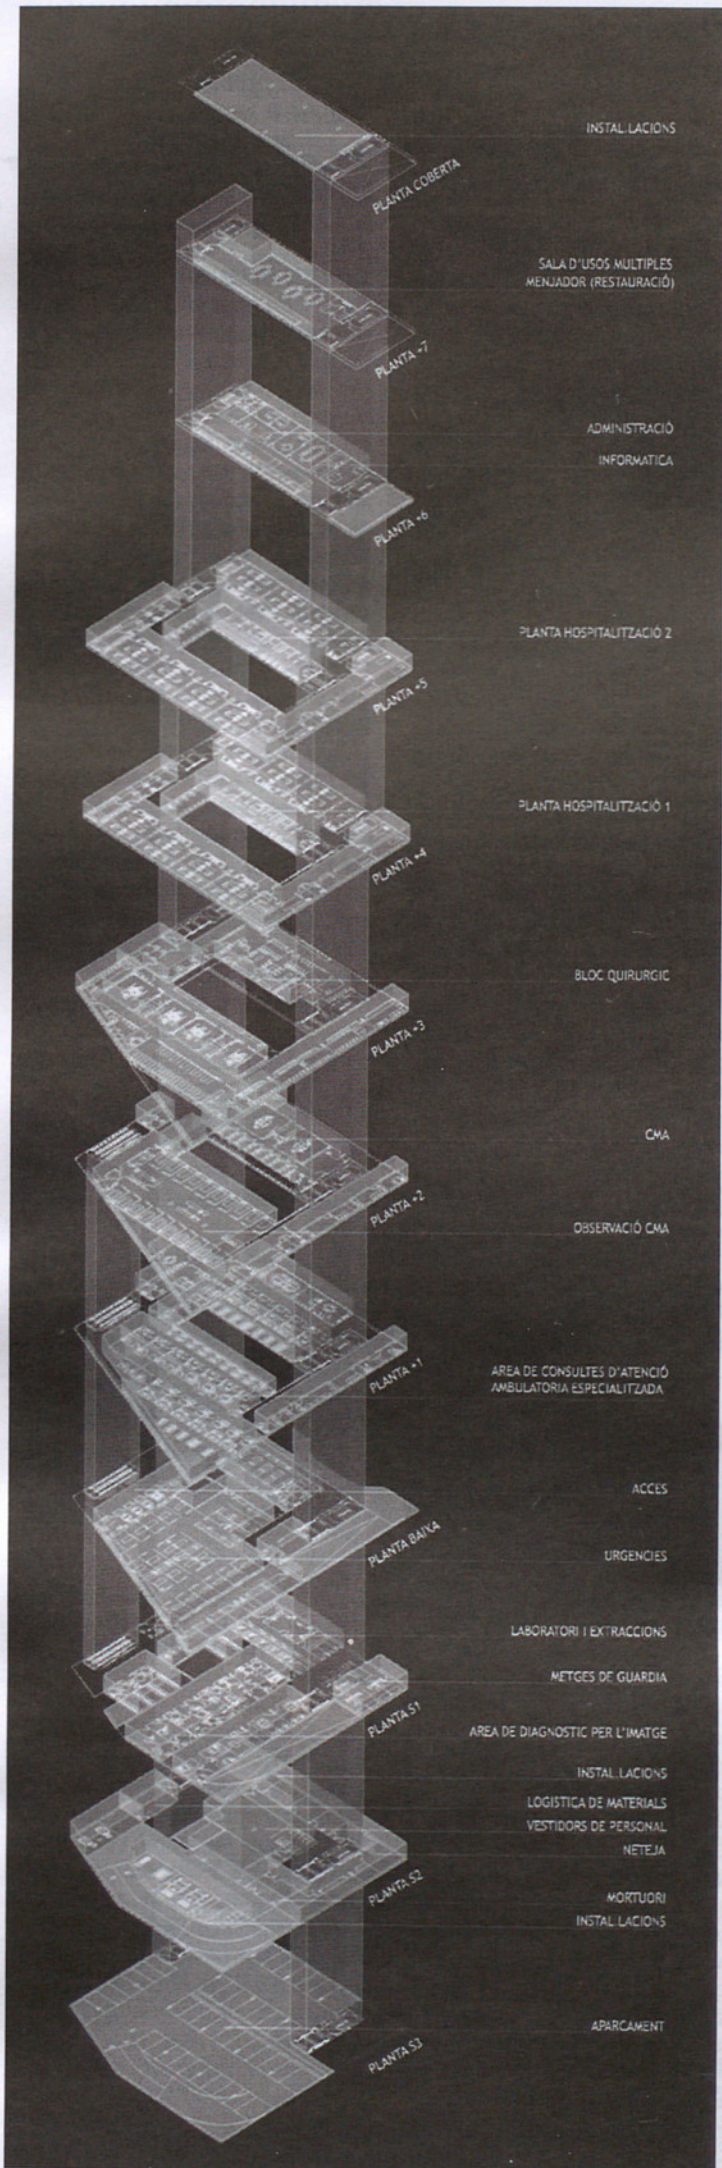 INSTAL.LACIONS
PLANTA COBERTA
SALA D'USOS MULTIPLES
MENJADOR (RESTAURACIÓ)
PLANTA +7
ADMINISTRACIÓ
INFORMATICA
PLANTA +6
PLANTA HOSPITALITZACIÓ 2
PLANTA +5
PLANTA HOSPITALITZACIÓ 1
PLANTA +4
BLOC QUIRURGIC
PLANTA +3
CMA
PLANTA +2
OBSERVACIÓ CMA
PLANTA +1
AREA DE CONSULTES D'ATENCIÓ
AMBULATORIA ESPECIALITZADA
ACCES
PLANTA BAIXA
URGENCIES
LABORATORI I EXTRACCIONS
METGES DE GUARDIA
PLANTA S1
AREA DE DIAGNOSTIC PER L'IMATGE
INSTAL.LACIONS
LOGISTICA DE MATERIALS
VESTIDORS DE PERSONAL
NETEJA
PLANTA S2
MORTUORI
INSTAL.LACIONS
APARCAMENT
PLANTA S3